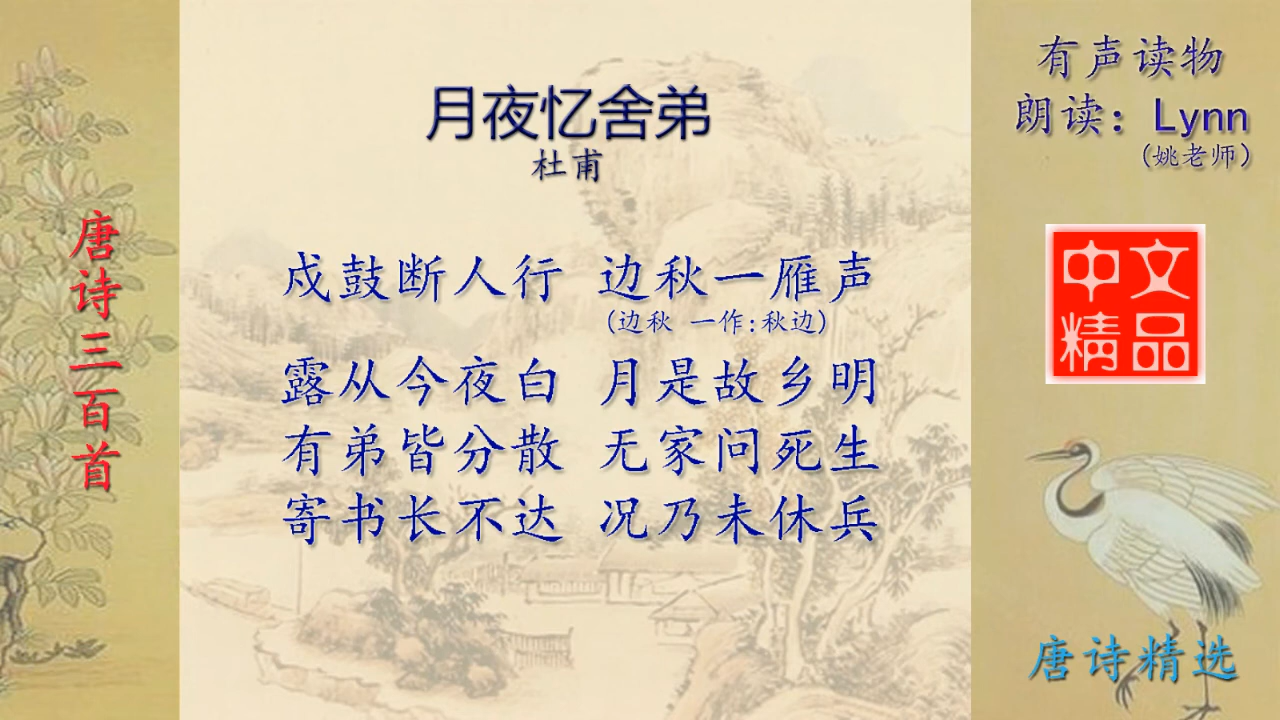 月夜忆舍弟
杜甫
戍鼓断人行 边秋一雁声
(边秋 一作:秋边)
露从今夜白 月是故乡明
有弟皆分散 无家问死生
寄书长不达 况乃未休兵
唐诗三百首
有声读物
朗读：Lynn
(姚老师)
中文
精品
唐诗精选